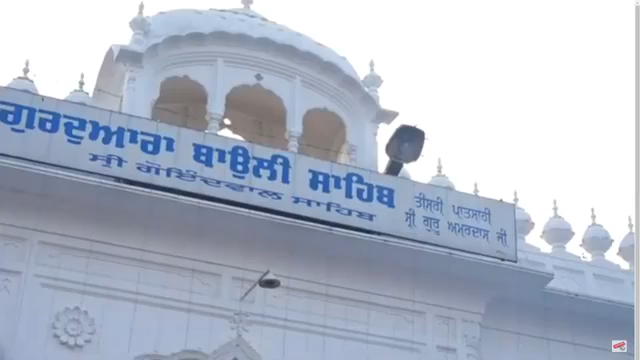 ਗੁਰਦੁਆਰਾ ਬਾਉਲੀ ਸਾਹਿਬ
ਸ੍ਰੀ ਗੋਇੰਦਵਾਲ ਸਾਹਿਬ
ਤੀਸਰੀ ਪਾਤਸ਼ਾਹੀ
ਸ੍ਰੀ ਗੁਰੂ ਅਮਰਦਾਸ ਜੀ